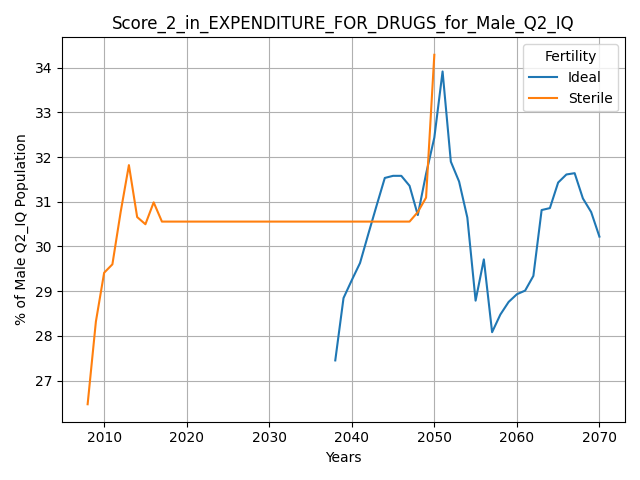 Score_2_in_EXPENDITURE_FOR_DRUGS_for_Male_Q2_IQ
Fertility
Ideal
Sterile
% of Male Q2_IQ Population
34
33
32
31
30
29
28
27
2010 2020 2030 2040 2050 2060 2070
Years